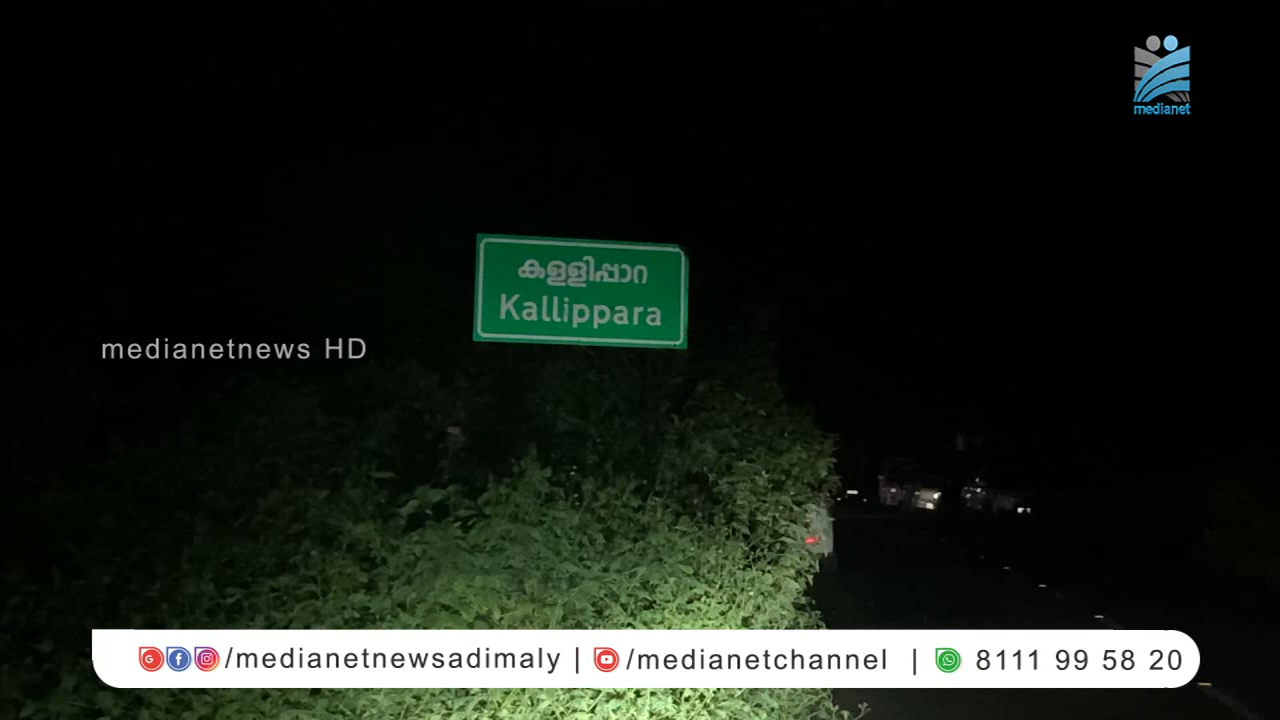 medianet
കള്ളിപ്പാറ
Kallippara
medianetnews HD
/medianetnewsadimaly | /medianetchannel | 8111 99 58 20